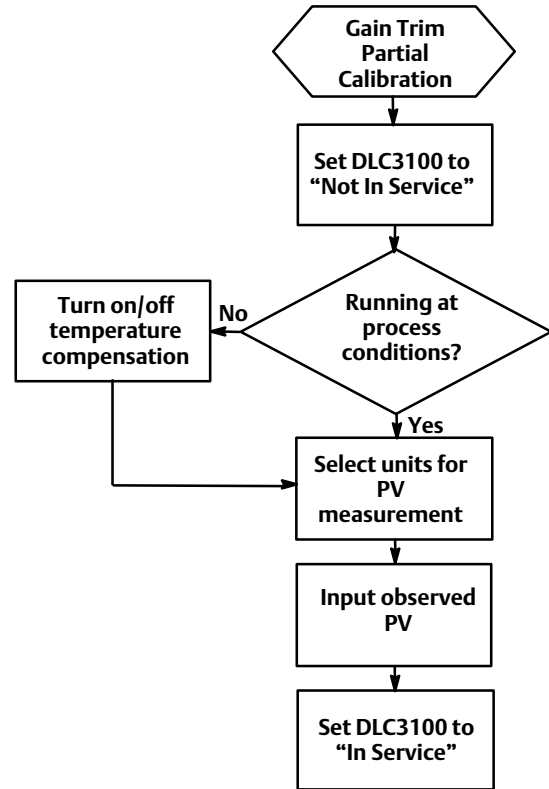 Gain Trim
Partial
Calibration
Set DLC3100 to
“Not In Service”
Running at
process
conditions?
No
Turn on/off
temperature
compensation
Yes
Select units for
PV
measurement
Input observed
PV
Set DLC3100 to
“In Service”